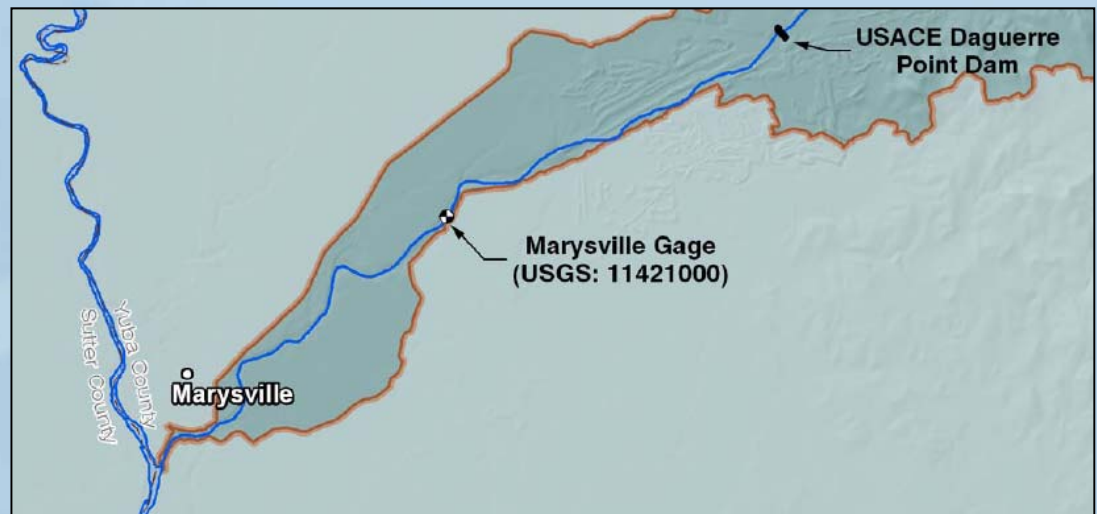 USACE Daguerre
Point Dam
Marysville Gage
(USGS: 11421000)
Yuba County
Sutter County
Marysville